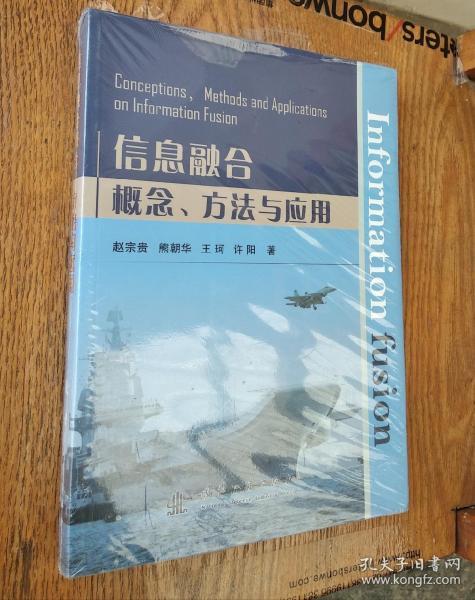 Conceptions, Methods and Applications
on Information Fusion
信息融合
概念、方法与应用
赵宗贵 熊朝华 王珂 许阳 著
Information fusion
孔夫子旧书网
www.kongfz.com